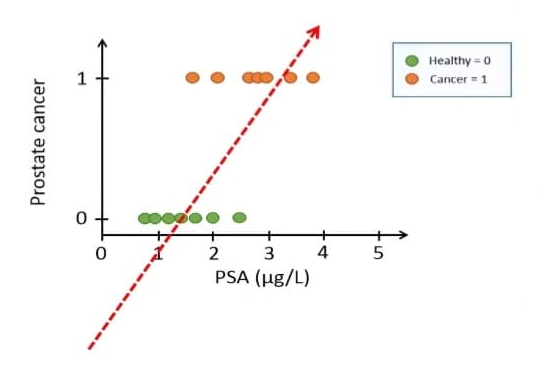 Healthy = 0
Cancer = 1
Prostate cancer
1
0
0 1 2 3 4 5
PSA (µg/L)